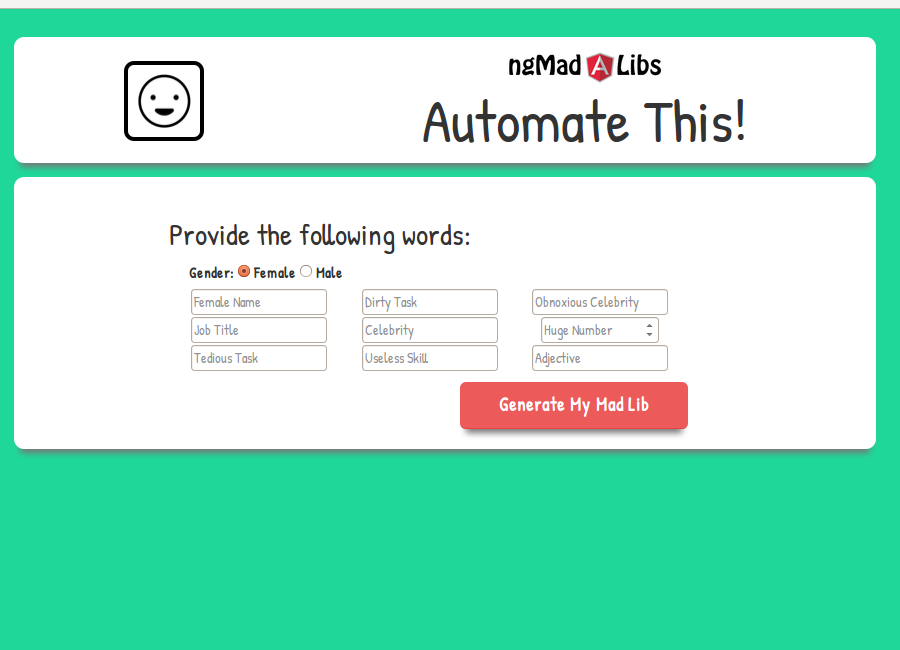 ngMad A Libs
Automate This!
Provide the following words:
Gender: Female Male
Female Name Dirty Task Obnoxious Celebrity
Job Title Celebrity Huge Number
Tedious Task Useless Skill Adjective
Generate My Mad Lib